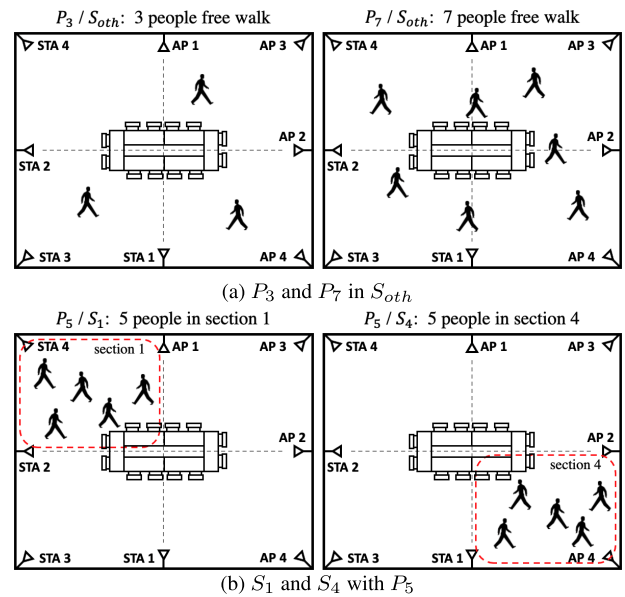 P₃ / Sₒₜₕ: 3 people free walk
STA 4 AP 1 AP 3
AP 2
STA 2
STA 3 STA 1 AP 4
P₇ / Sₒₜₕ: 7 people free walk
STA 4 AP 1 AP 3
AP 2
STA 2
STA 3 STA 1 AP 4
(a) P₃ and P₇ in Sₒₜₕ
P₅ / S₁: 5 people in section 1
STA 4 section 1 AP 1 AP 3
AP 2
STA 2
STA 3 STA 1 AP 4
P₅ / S₄: 5 people in section 4
STA 4 AP 1 AP 3
AP 2
STA 2 section 4
STA 3 STA 1 AP 4
(b) S₁ and S₄ with P₅